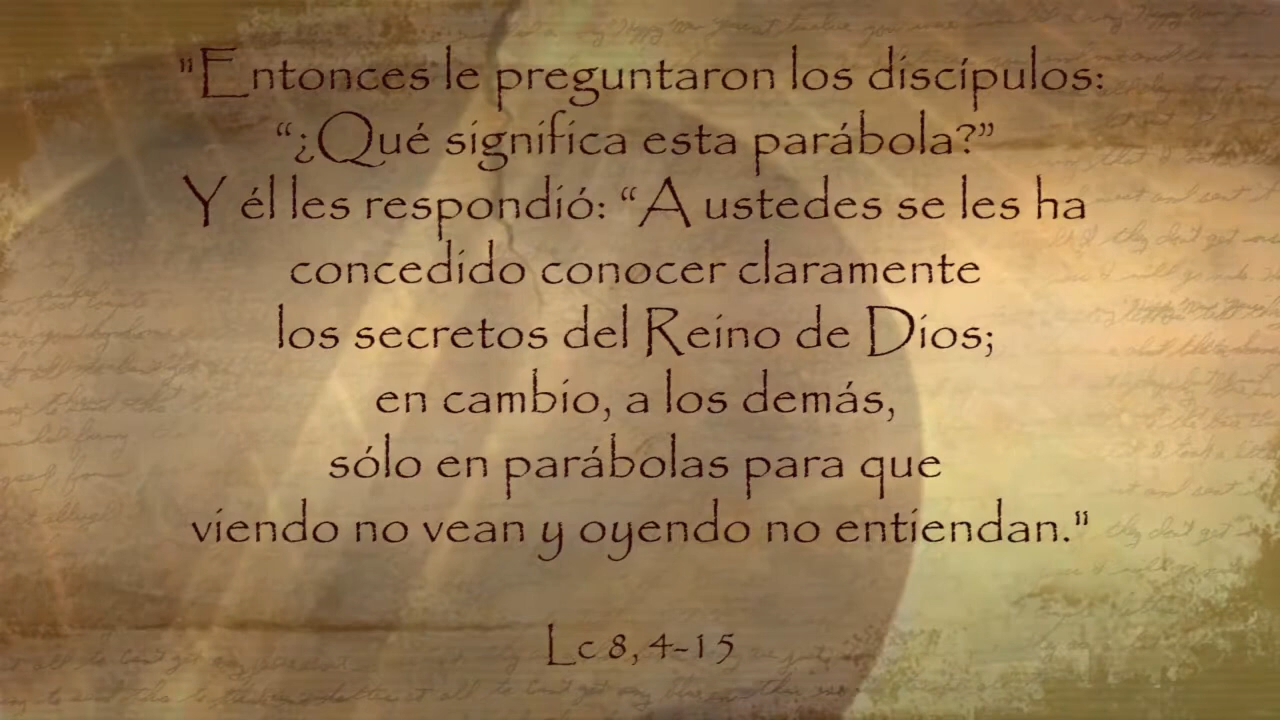 "Entonces le preguntaron los discípulos:
“¿Qué significa esta parábola?”
Y él les respondió: “A ustedes se les ha
concedido conocer claramente
los secretos del Reino de Dios;
en cambio, a los demás,
sólo en parábolas para que
viendo no vean y oyendo no entiendan."
Lc 8, 4-15